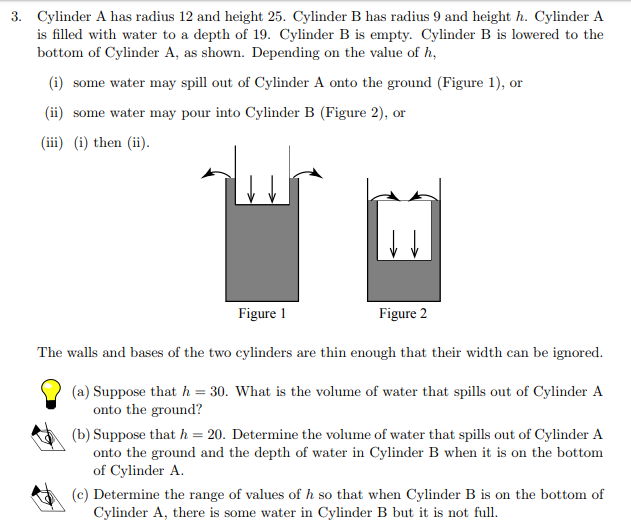 3. Cylinder A has radius 12 and height 25. Cylinder B has radius 9 and height h. Cylinder A
is filled with water to a depth of 19. Cylinder B is empty. Cylinder B is lowered to the
bottom of Cylinder A, as shown. Depending on the value of h,
(i) some water may spill out of Cylinder A onto the ground (Figure 1), or
(ii) some water may pour into Cylinder B (Figure 2), or
(iii) (i) then (ii).
Figure 1
Figure 2
The walls and bases of the two cylinders are thin enough that their width can be ignored.
(a) Suppose that h = 30. What is the volume of water that spills out of Cylinder A
onto the ground?
(b) Suppose that h = 20. Determine the volume of water that spills out of Cylinder A
onto the ground and the depth of water in Cylinder B when it is on the bottom
of Cylinder A.
(c) Determine the range of values of h so that when Cylinder B is on the bottom of
Cylinder A, there is some water in Cylinder B but it is not full.